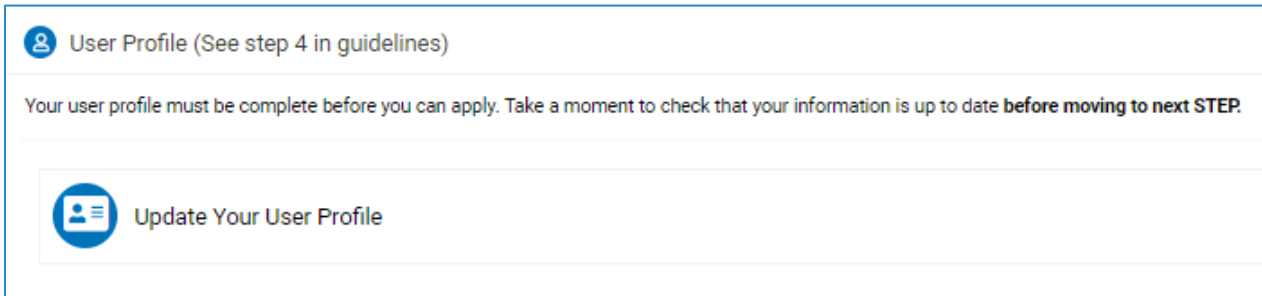 User Profile (See step 4 in guidelines)
Your user profile must be complete before you can apply. Take a moment to check that your information is up to date before moving to next STEP.
Update Your User Profile